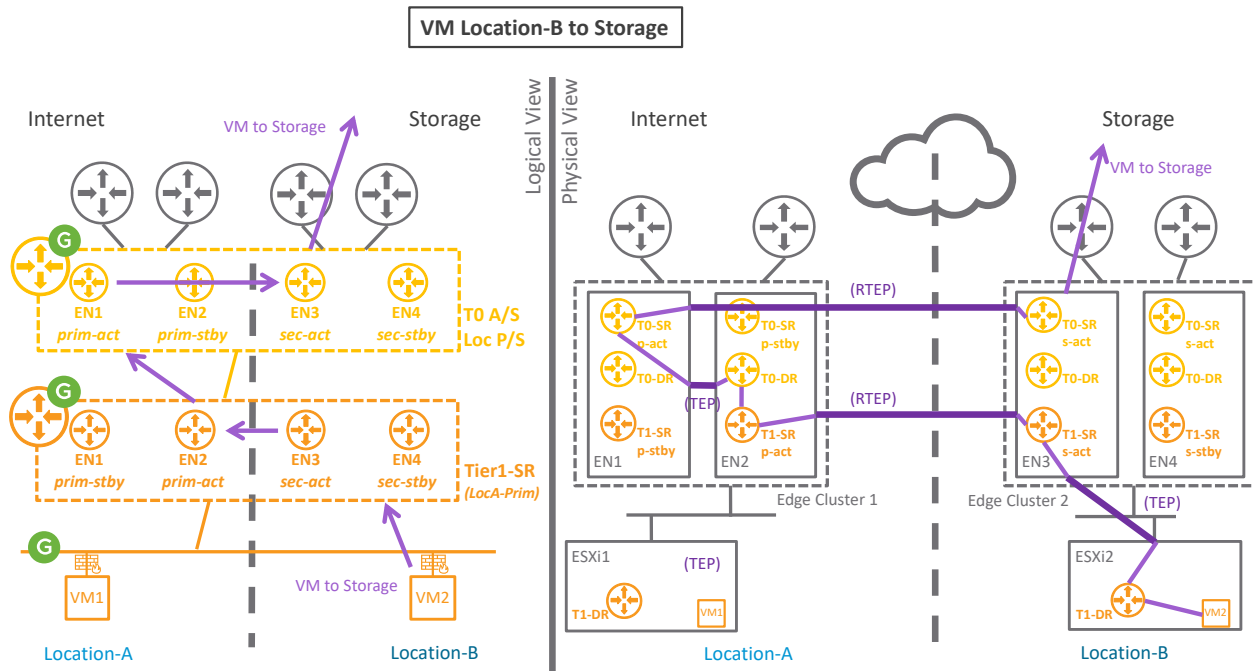 VM Location-B to Storage
Logical View
Physical View
Internet
VM to Storage
Storage
G
EN1
prim-act
EN2
prim-stby
EN3
sec-act
EN4
sec-stby
T0 A/S
Loc P/S
G
EN1
prim-stby
EN2
prim-act
EN3
sec-act
EN4
sec-stby
Tier1-SR
(LocA-Prim)
G
VM1
VM to Storage
VM2
Location-A
Location-B
Internet
Storage
VM to Storage
(RTEP)
T0-SR
p-act
T0-DR
T1-SR
p-stby
EN1
(TEP)
T0-SR
p-stby
T0-DR
T1-SR
p-act
EN2
(RTEP)
T0-SR
s-act
T0-DR
T1-SR
s-act
EN3
T0-SR
s-act
T0-DR
T1-SR
s-stby
EN4
Edge Cluster 1
Edge Cluster 2
(TEP)
ESXi1
(TEP)
T1-DR
VM1
ESXi2
T1-DR
VM2
Location-A
Location-B